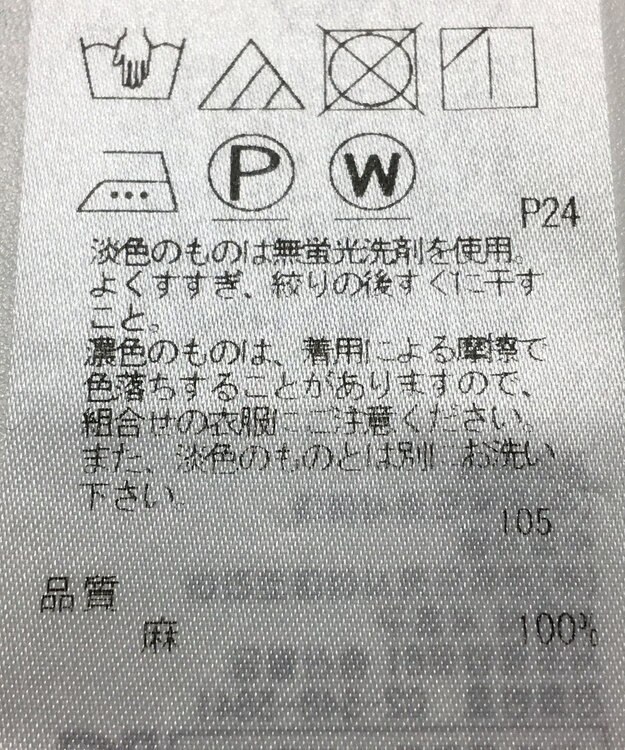 P W
P24
淡色のものは無蛍光洗剤を使用。
よくすすぎ、絞りの後すぐに干す
こと。
濃色のものは、着用による摩擦で
色落ちすることがありますので、
組合せの衣服にご注意ください。
また、淡色のものとは別にお洗い
下さい。
105
品質
麻 100%